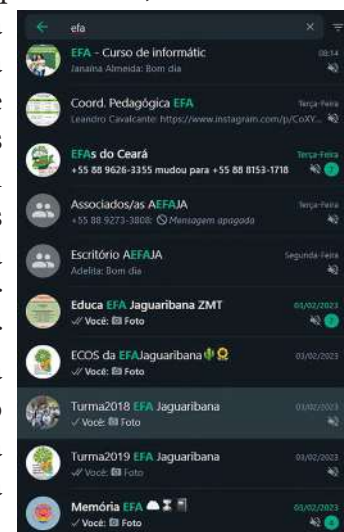 efa
EFA - Curso de informátic 08:14
Janaina Almeida: Bom dia
Coord. Pedagógica EFA Terça-Feira
Leandro Cavalcante: https://www.instagram.com/p/CoXY...
EFAs do Ceará Terça-Feira
+55 88 9626-3355 mudou para +55 88 8153-1718
Associados/as AEFAJA Terça-Feira
+55 88 9273-3808: Mensagem apagada
Escritório AEFAJA Segunda-Feira
Adelita: Bom dia
Educa EFA Jaguaribana ZMT 03/02/2023
Você: Foto
ECOS da EFAJaguaribana 03/02/2023
Você: Foto
Turma2018 EFA Jaguaribana 03/02/2023
Você: Foto
Turma2019 EFA Jaguaribana 03/02/2023
Você: Foto
Memória EFA 03/02/2023
Você: Foto 4